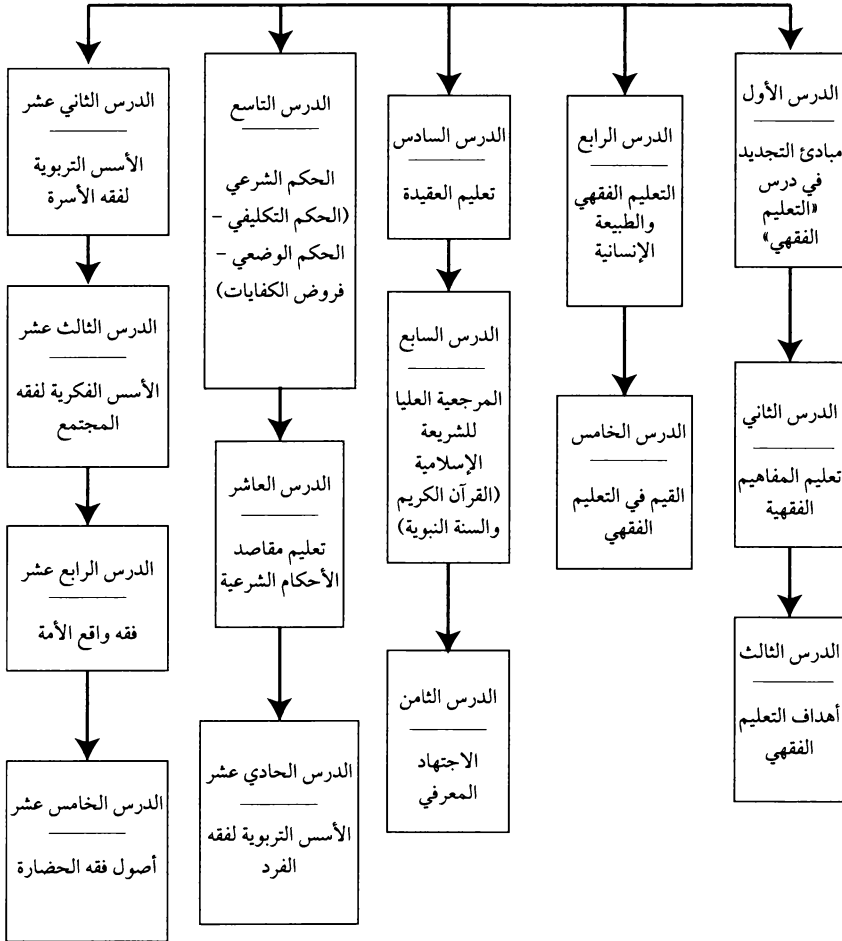 الدرس الأول
مبادئ التجديد
في درس
«التعليم
الفقهي»
الدرس الثاني
تعليم المفاهيم
الفقهية
الدرس الثالث
أهداف التعليم
الفقهي
الدرس الرابع
التعليم الفقهي
والطبيعة
الإنسانية
الدرس الخامس
القيم في التعليم
الفقهي
الدرس السادس
تعليم العقيدة
الدرس السابع
المرجعية العليا
للشريعة
الإسلامية
(القرآن الكريم
والسنة النبوية)
الدرس الثامن
الاجتهاد
المعرفي
الدرس التاسع
الحكم الشرعي
(الحكم التكليفي –
الحكم الوضعي –
فروض الكفايات)
الدرس العاشر
تعليم مقاصد
الأحكام الشرعية
الدرس الحادي عشر
الأسس التربوية لفقه
الفرد
الدرس الثاني عشر
الأسس التربوية
لفقه الأسرة
الدرس الثالث عشر
الأسس الفكرية لفقه
المجتمع
الدرس الرابع عشر
فقه واقع الأمة
الدرس الخامس عشر
أصول فقه الحضارة